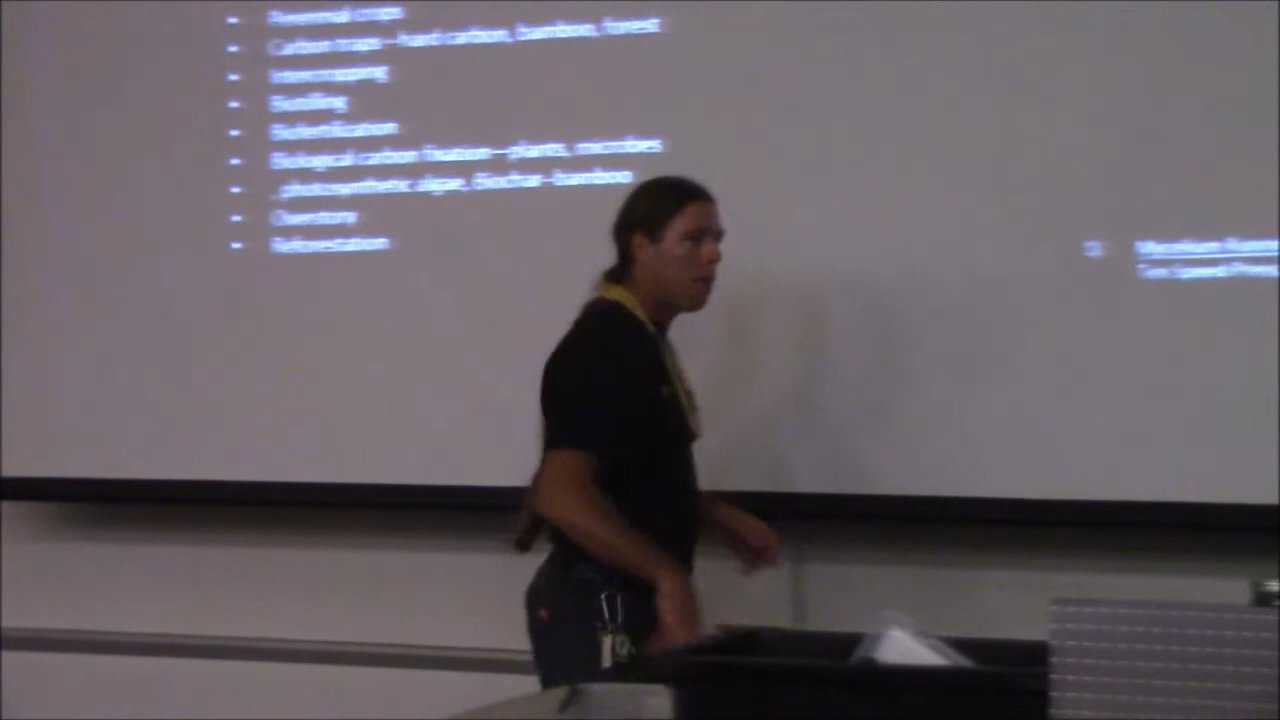 Perennial crops
Carbon traps - hard carbon, bamboo, forest
Intercropping
Biological carbon fixation—plants, microbes
, photosynthetic algae, Biochar - bamboo
Overstory
Reforestation